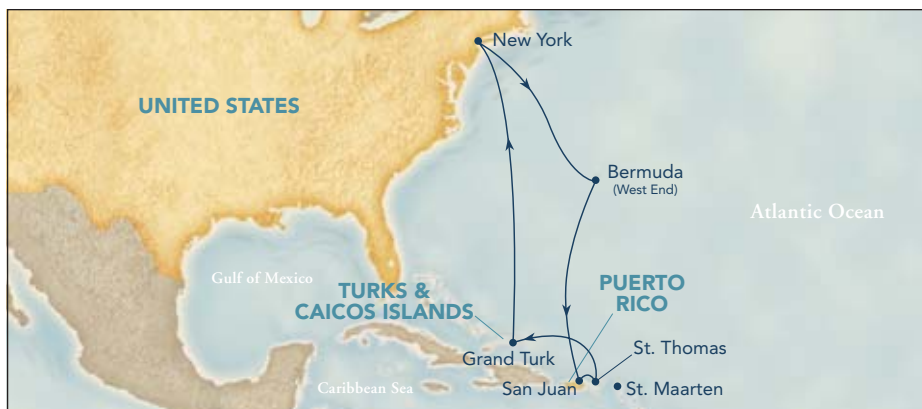 New York
UNITED STATES
Bermuda
(West End)
Atlantic Ocean
Gulf of Mexico
TURKS &
CAICOS ISLANDS
PUERTO
RICO
Grand Turk
St. Thomas
Caribbean Sea
San Juan
St. Maarten